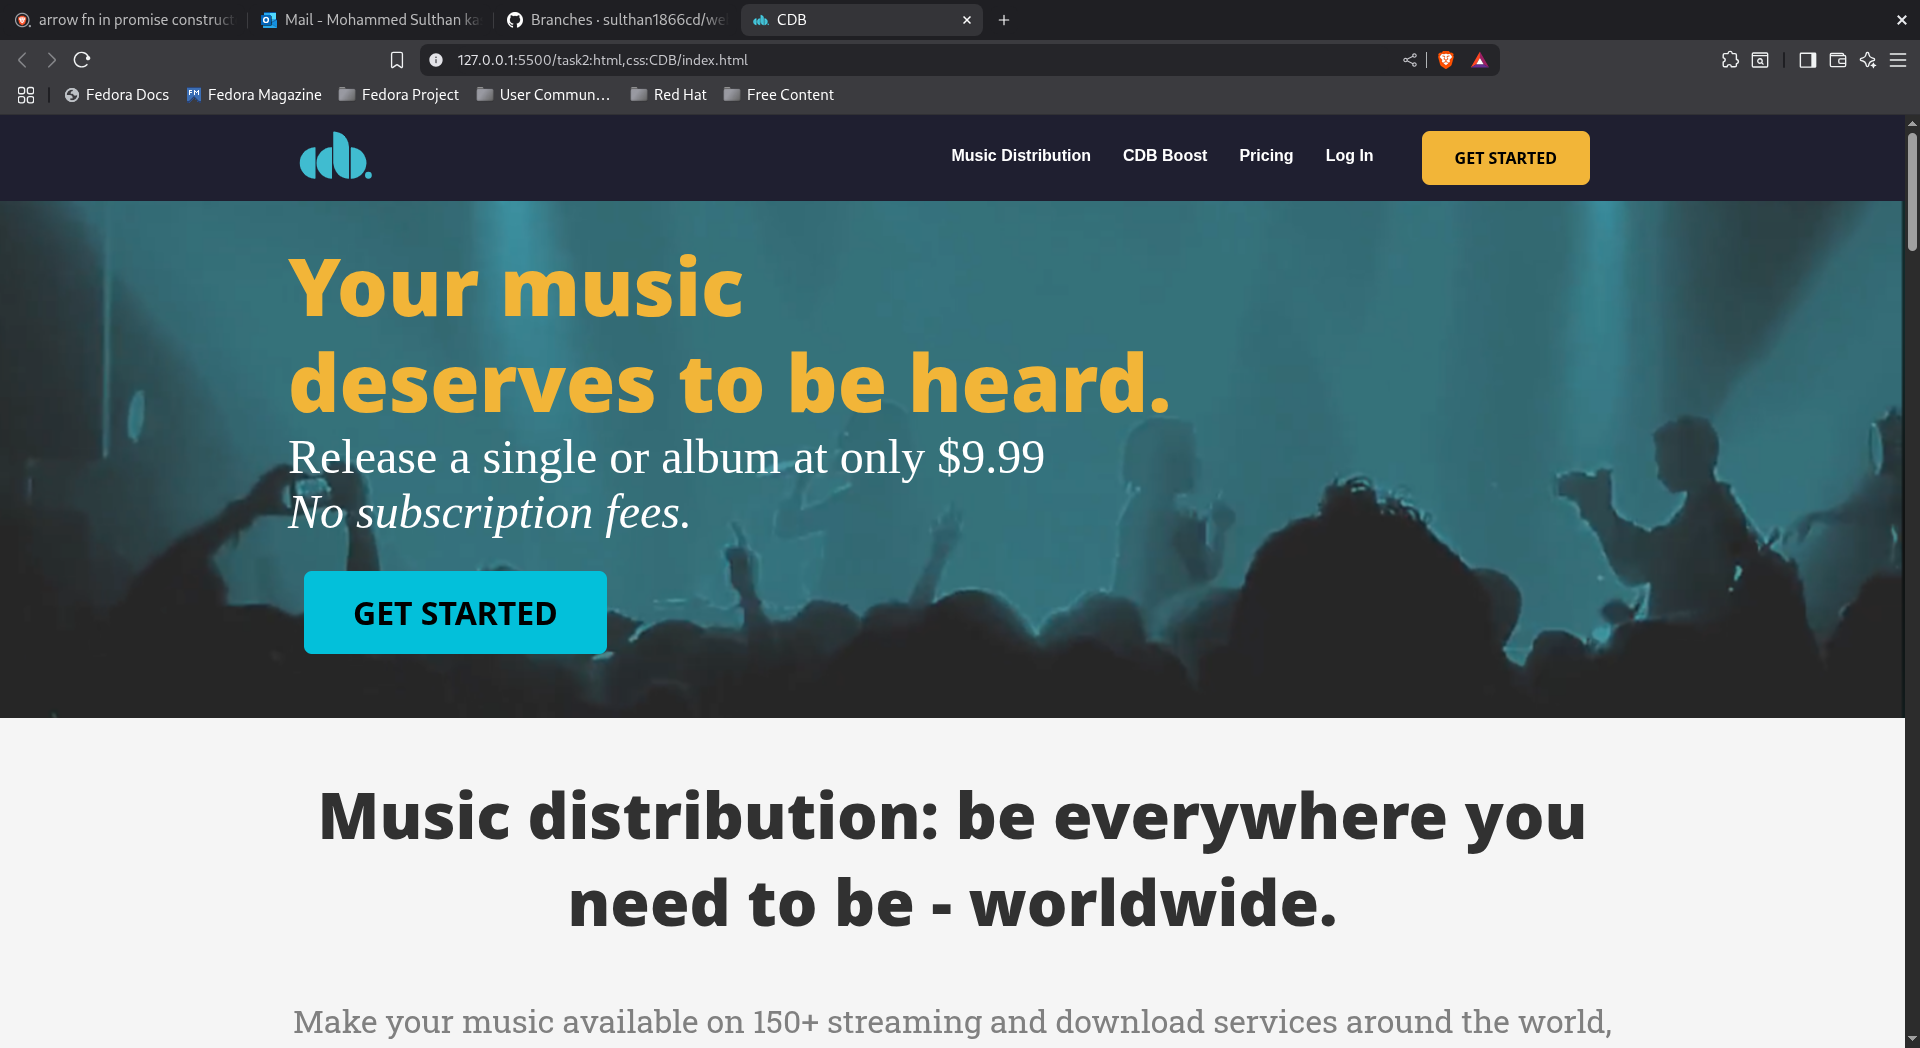 arrow fn in promise construct
Mail - Mohammed Sulthan ka
Branches · sulthan1866cd/we
CDB
127.0.0.1:5500/task2:html,css:CDB/index.html
Fedora Docs
Fedora Magazine
Fedora Project
User Commun...
Red Hat
Free Content
cdb.
Music Distribution
CDB Boost
Pricing
Log In
GET STARTED
Your music
deserves to be heard.
Release a single or album at only $9.99
No subscription fees.
GET STARTED
Music distribution: be everywhere you
need to be - worldwide.
Make your music available on 150+ streaming and download services around the world,